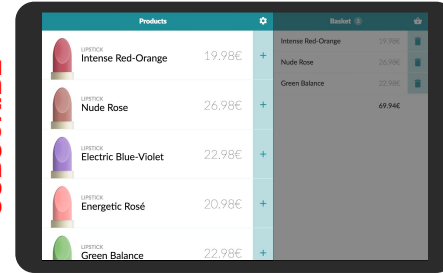 Products
LIPSTICK
Intense Red-Orange
19.98€
+
LIPSTICK
Nude Rose
26.98€
+
LIPSTICK
Electric Blue-Violet
22.98€
+
LIPSTICK
Energetic Rosé
20.98€
+
LIPSTICK
Green Balance
22.98€
+
Basket 3
Intense Red-Orange
19.98€
Nude Rose
26.98€
Green Balance
22.98€
69.94€